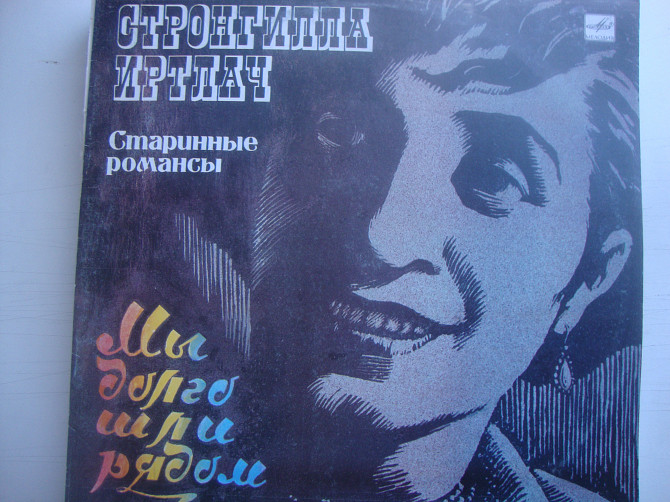 СТРОНГИЛЛА
ИРТЛАЧ
Старинные
романсы
Мы
долго
шли
рядом